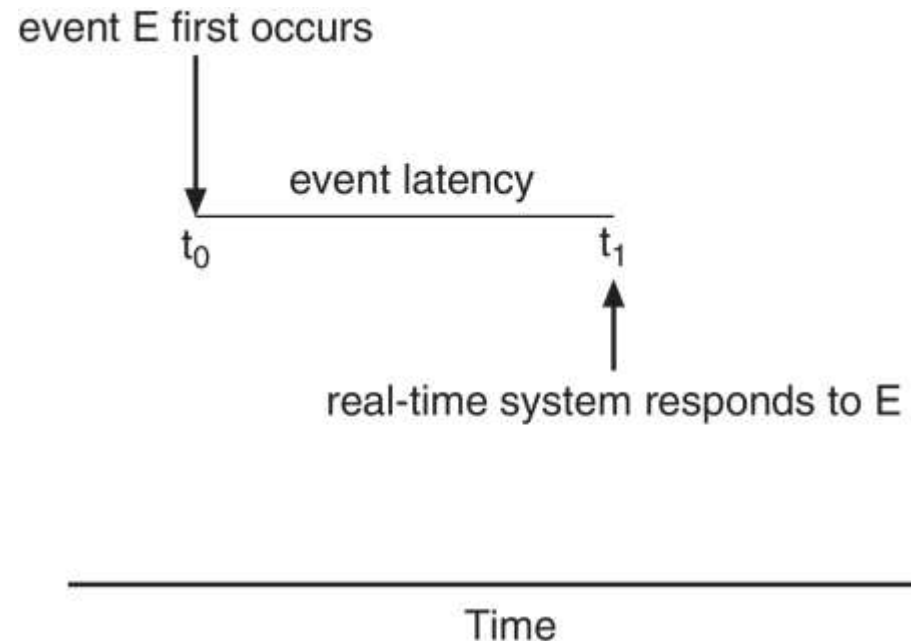 event E first occurs
event latency
t₀
t₁
real-time system responds to E
Time